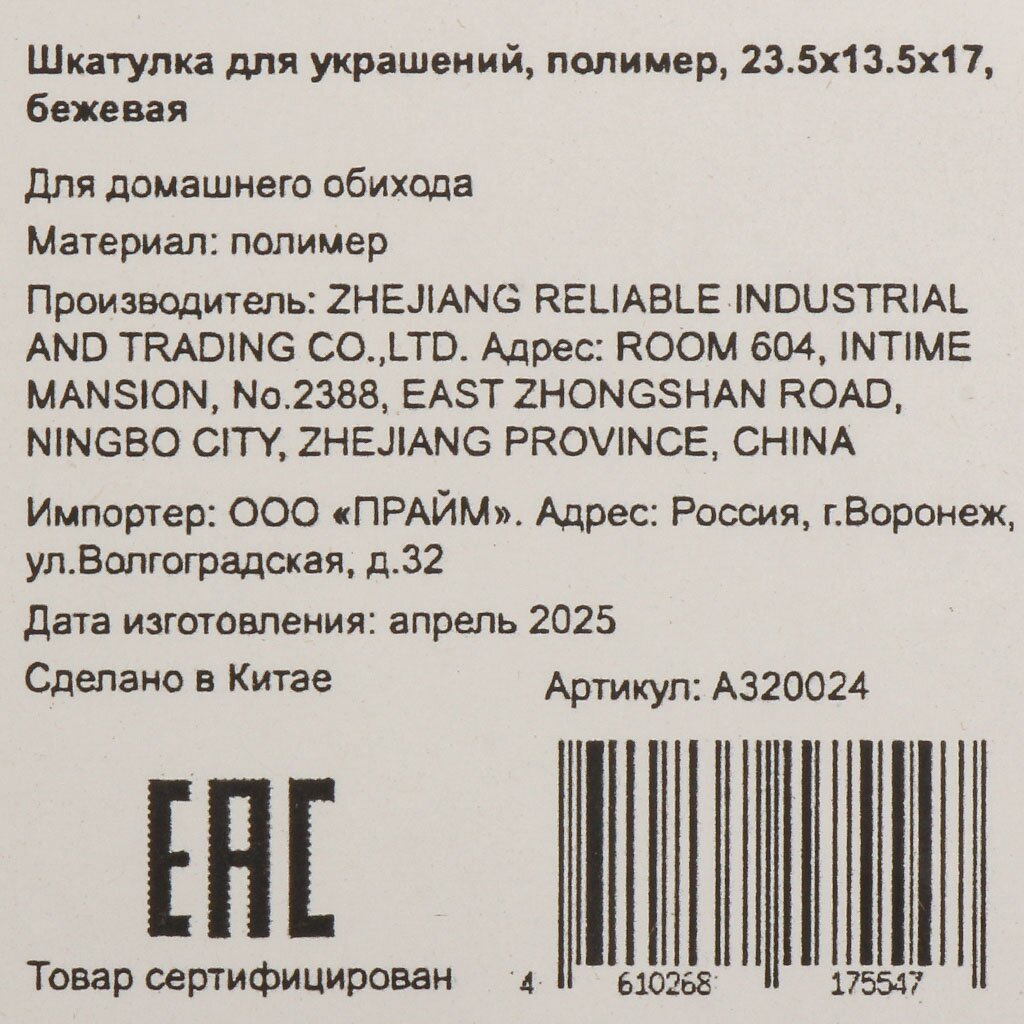 Шкатулка для украшений, полимер, 23.5x13.5x17,
бежевая
Для домашнего обихода
Материал: полимер
Производитель: ZHEJIANG RELIABLE INDUSTRIAL
AND TRADING CO.,LTD. Адрес: ROOM 604, INTIME
MANSION, No.2388, EAST ZHONGSHAN ROAD,
NINGBO CITY, ZHEJIANG PROVINCE, CHINA
Импортер: ООО «ПРАЙМ». Адрес: Россия, г.Воронеж,
ул.Волгоградская, д.32
Дата изготовления: апрель 2025
Сделано в Китае
Артикул: A320024
EAC
Товар сертифицирован
4 610268 175547